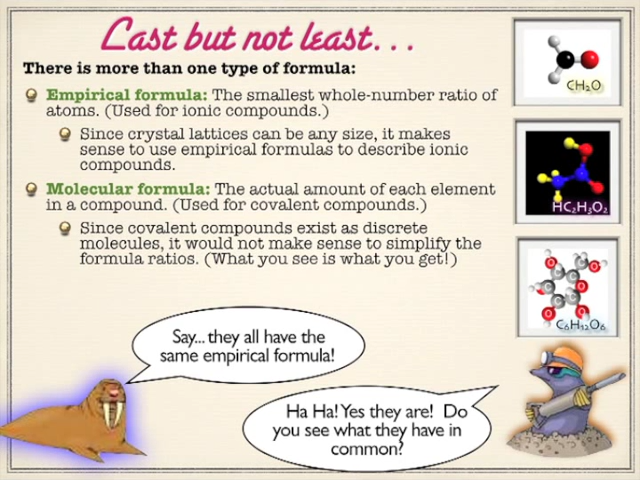 Last but not least...
There is more than one type of formula:
Empirical formula: The smallest whole-number ratio of
atoms. (Used for ionic compounds.)
Since crystal lattices can be any size, it makes
sense to use empirical formulas to describe ionic
compounds.
Molecular formula: The actual amount of each element
in a compound. (Used for covalent compounds.)
Since covalent compounds exist as discrete
molecules, it would not make sense to simplify the
formula ratios. (What you see is what you get!)
CH₂O
HC₂H₃O₂
C₆H₁₂O₆
Say... they all have the
same empirical formula!
Ha Ha! Yes they are! Do
you see what they have in
common?